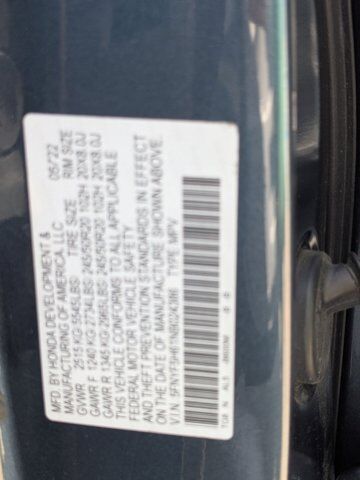 MFD BY HONDA DEVELOPMENT &
MANUFACTURING OF AMERICA, LLC 05/22
TIRE SIZE RIM SIZE
GVWR 2515 KG(5545LBS)
GAWR F 1240 KG(2734LBS)245/50R20 102H 20X8.0J
GAWR R 1345 KG(2965LBS)245/50R20 102H 20X8.0J
THIS VEHICLE CONFORMS TO ALL APPLICABLE
FEDERAL MOTOR VEHICLE SAFETY
AND THEFT PREVENTION STANDARDS IN EFFECT
ON THE DATE OF MANUFACTURE SHOWN ABOVE.
V.I.N. TYPE: MPV